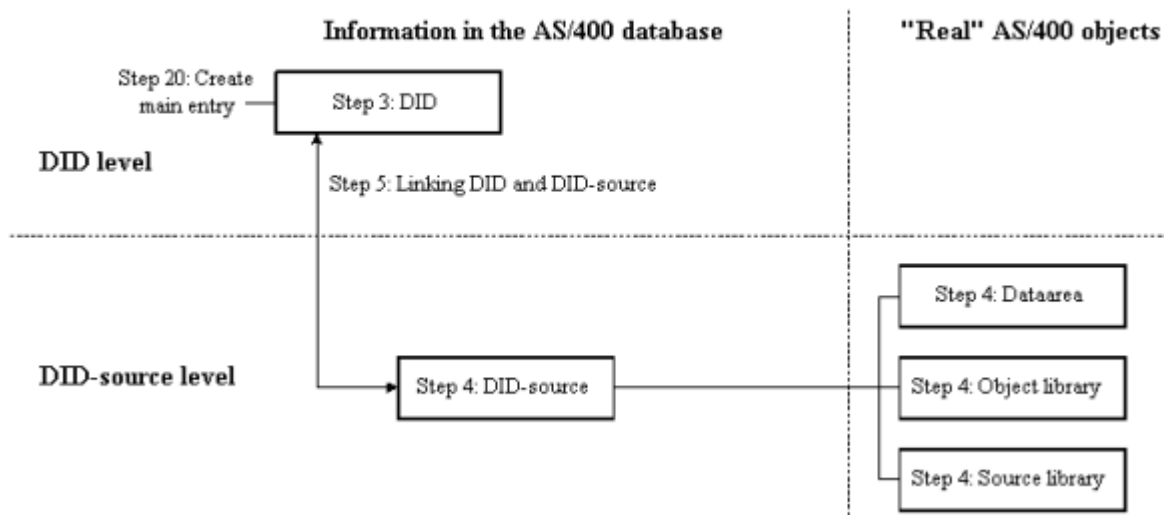 Information in the AS/400 database
"Real" AS/400 objects
Step 20: Create
main entry
Step 3: DID
DID level
Step 5: Linking DID and DID-source
Step 4: Dataarea
DID-source level
Step 4: DID-source
Step 4: Object library
Step 4: Source library